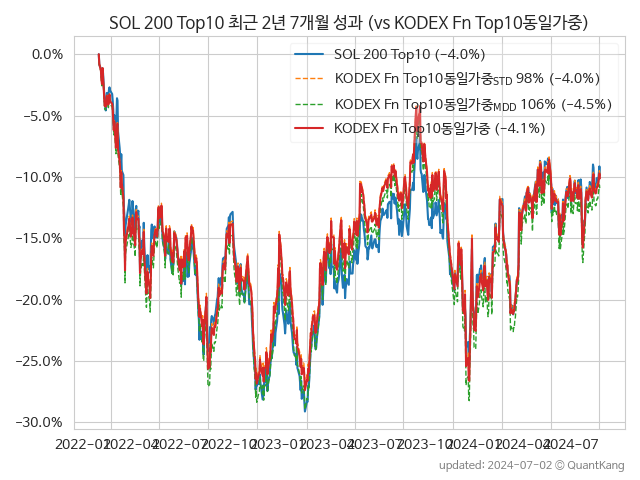 SOL 200 Top10 최근 2년 7개월 성과 (vs KODEX Fn Top10동일가중)
SOL 200 Top10 (−4.0%)
KODEX Fn Top10동일가중STD 98% (−4.0%)
KODEX Fn Top10동일가중MDD 106% (−4.5%)
KODEX Fn Top10동일가중 (−4.1%)
0.0%
−5.0%
−10.0%
−15.0%
−20.0%
−25.0%
−30.0%
2022-01 2022-04 2022-07 2022-10 2023-01 2023-04 2023-07 2023-10 2024-01 2024-04 2024-07
updated: 2024-07-02 © QuantKang